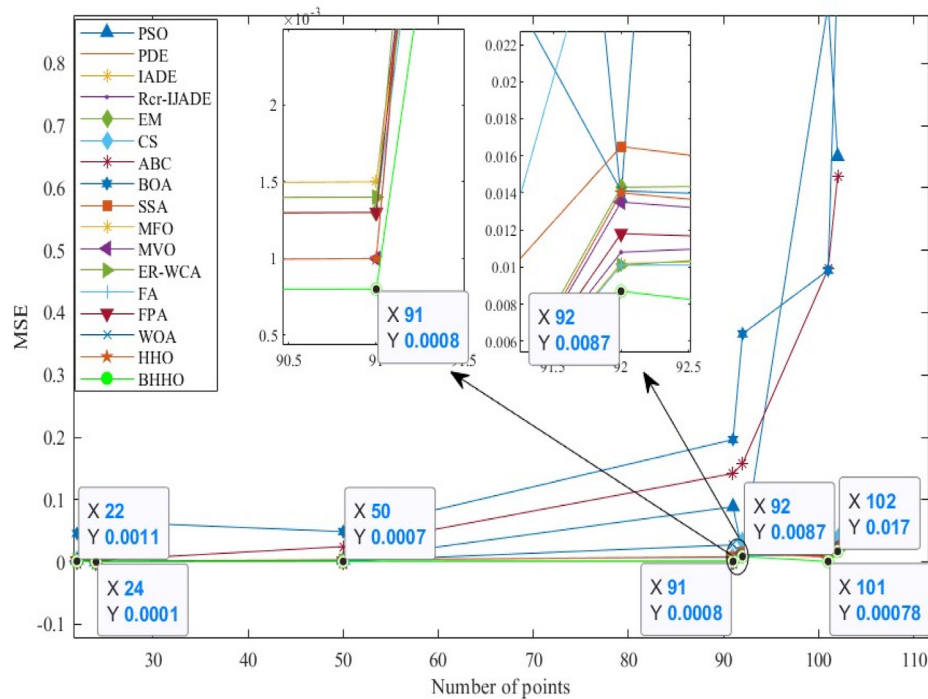 MSE
0.8
0.7
0.6
0.5
0.4
0.3
0.2
0.1
0
-0.1
PSO
PDE
IADE
Rcr-IJADE
EM
CS
ABC
BOA
SSA
MFO
MVO
ER-WCA
FA
FPA
WOA
HHO
BHHO
2
1.5
1
0.5
90.5
X 91
Y 0.0008
0.022
0.02
0.018
0.016
0.014
0.012
0.01
0.008
0.006
X 92
Y 0.0087
91.5
92
92.5
X 22
Y 0.0011
X 24
Y 0.0001
X 50
Y 0.0007
X 92
Y 0.0087
X 102
Y 0.017
X 91
Y 0.0008
X 101
Y 0.00078
30
40
50
60
70
80
90
100
110
Number of points